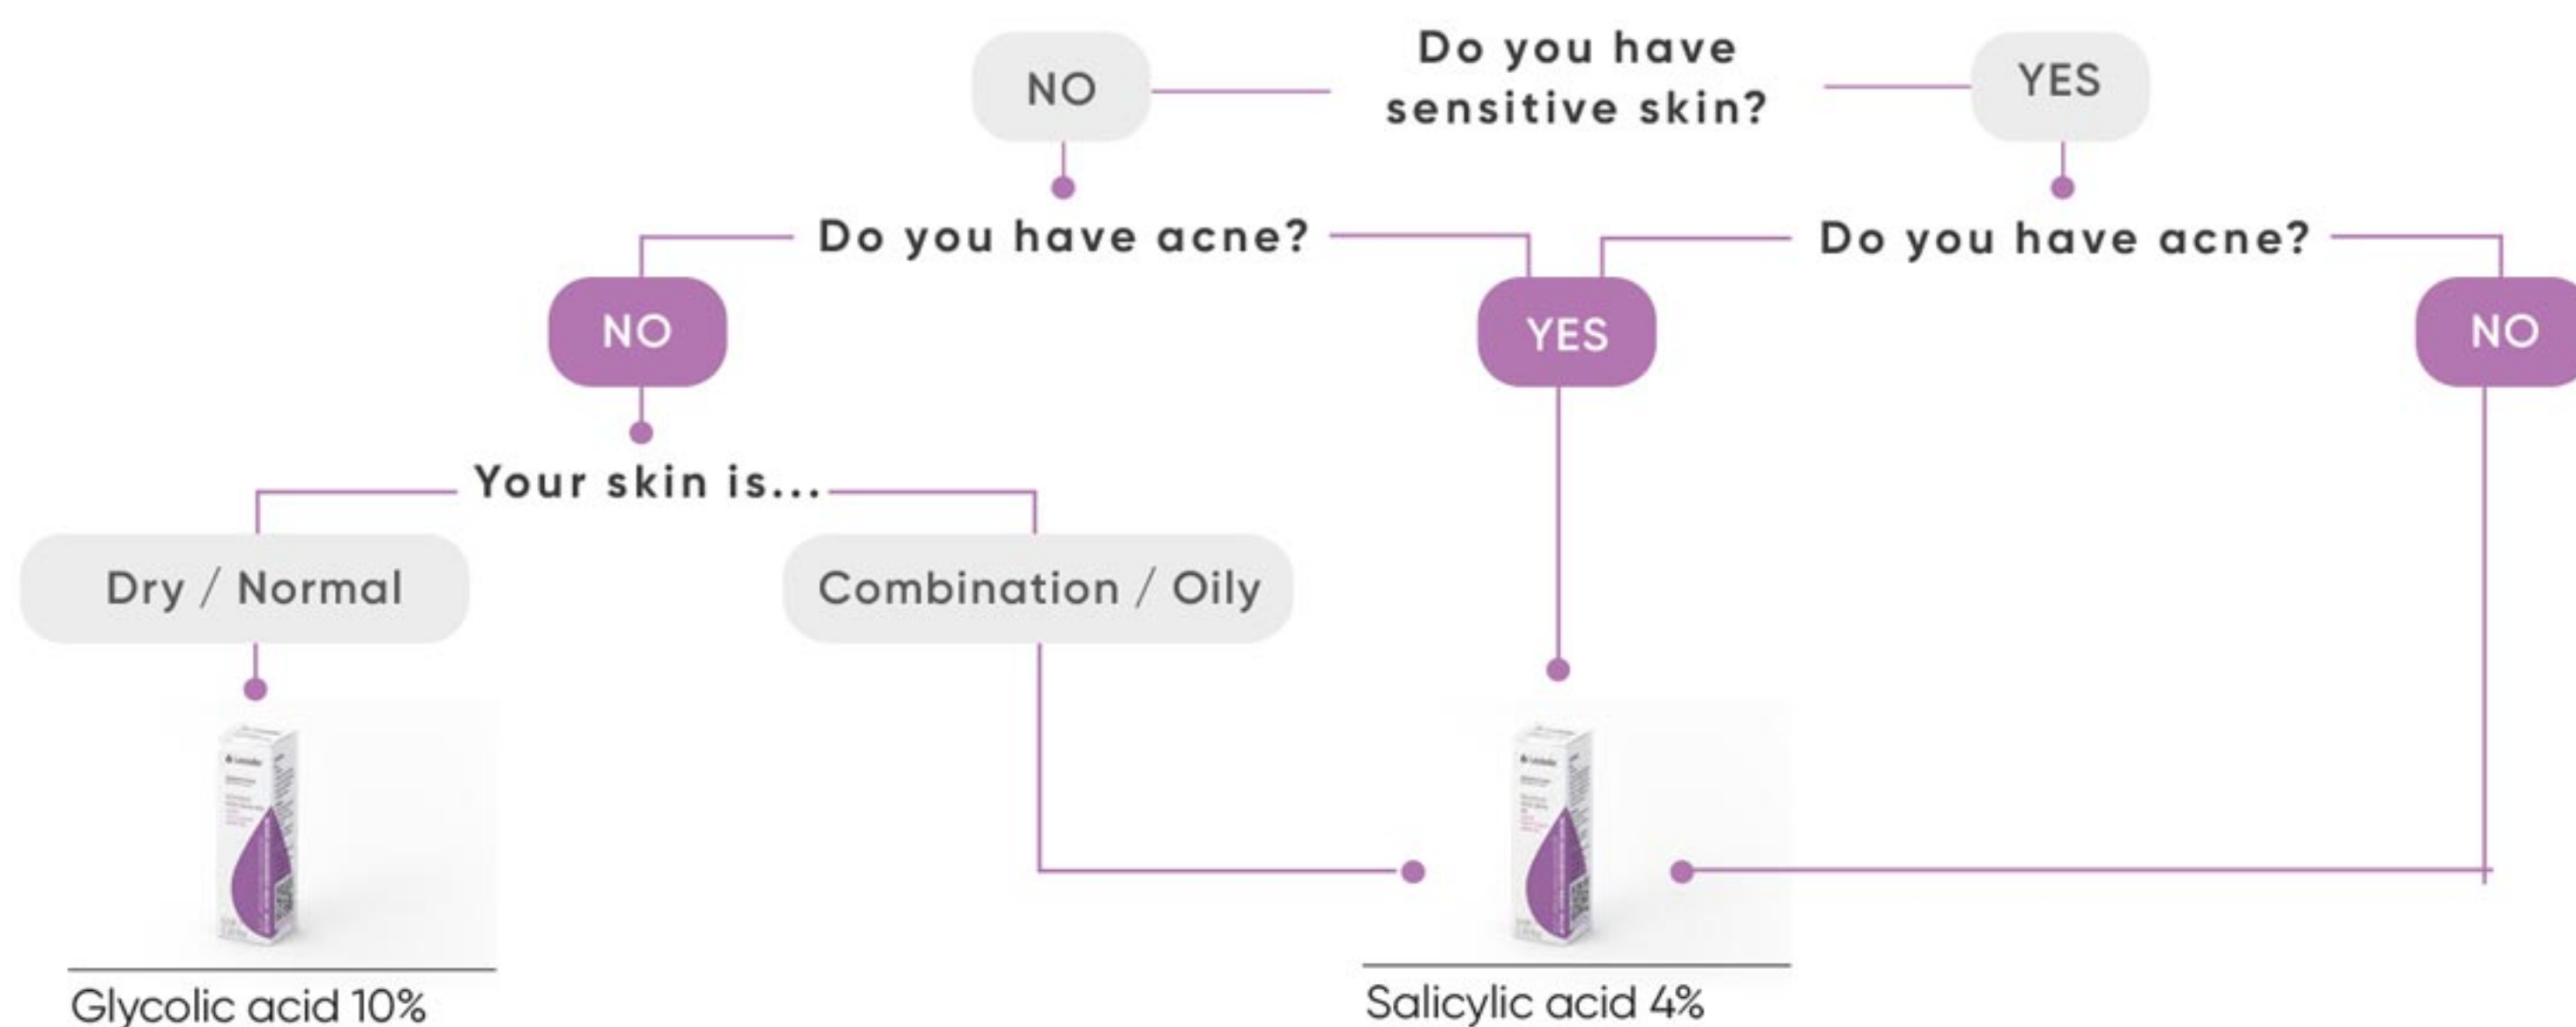 Do you have
sensitive skin?
NO
YES
Do you have acne?
Do you have acne?
NO
YES
NO
Your skin is...
Dry / Normal
Combination / Oily
Glycolic acid 10%
Salicylic acid 4%